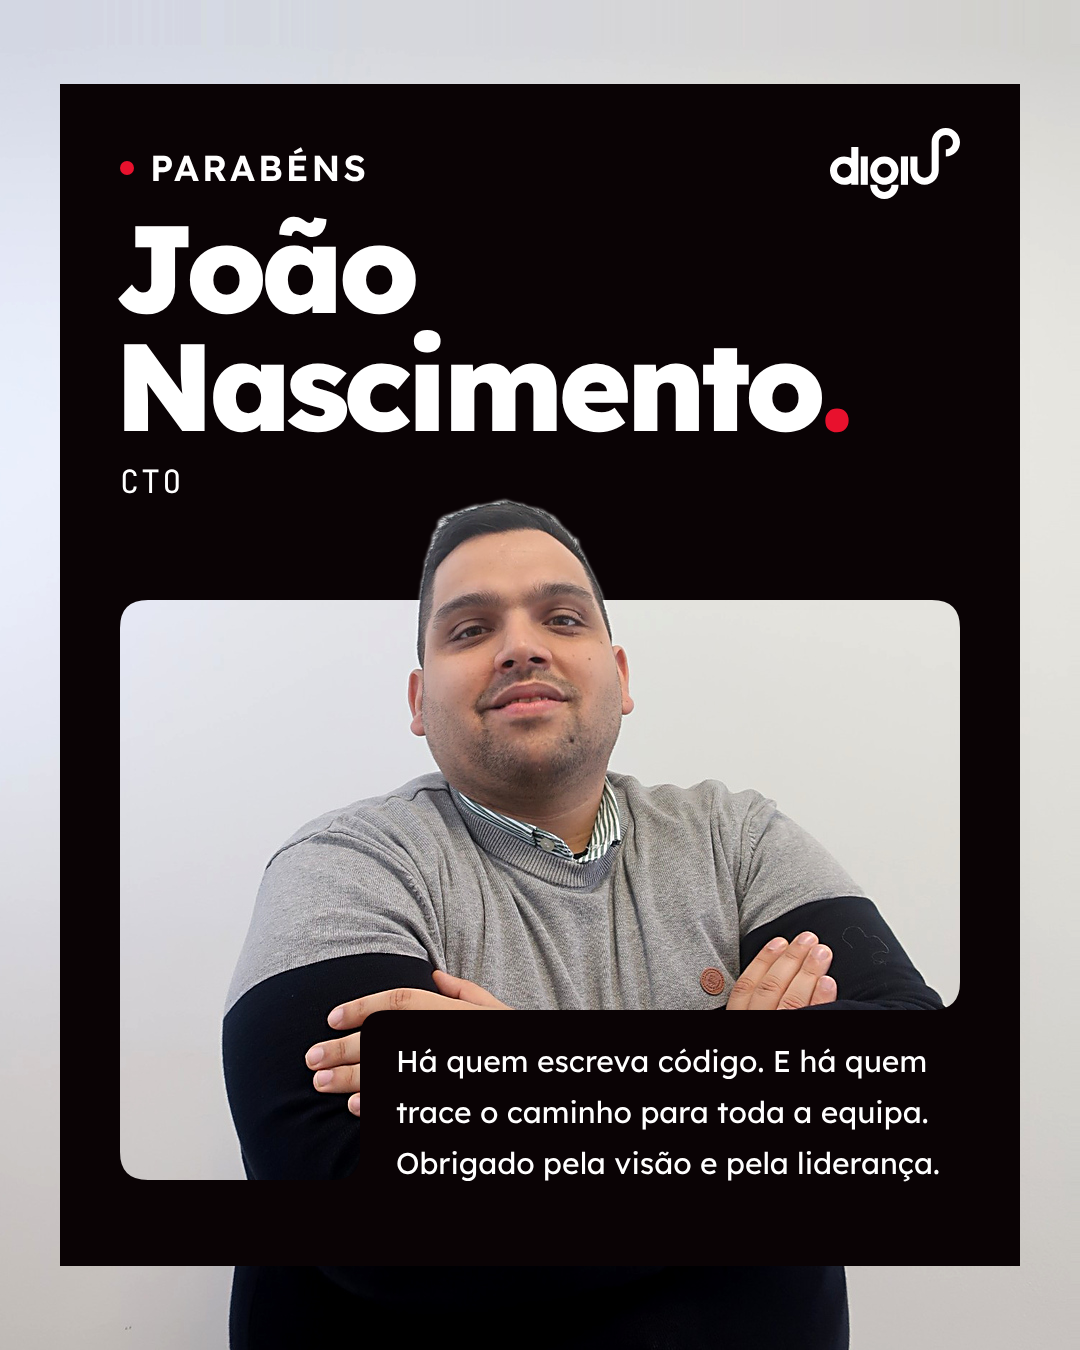 PARABÉNS
digiup
João
Nascimento.
CTO
Há quem escreva código. E há quem
trace o caminho para toda a equipa.
Obrigado pela visão e pela liderança.